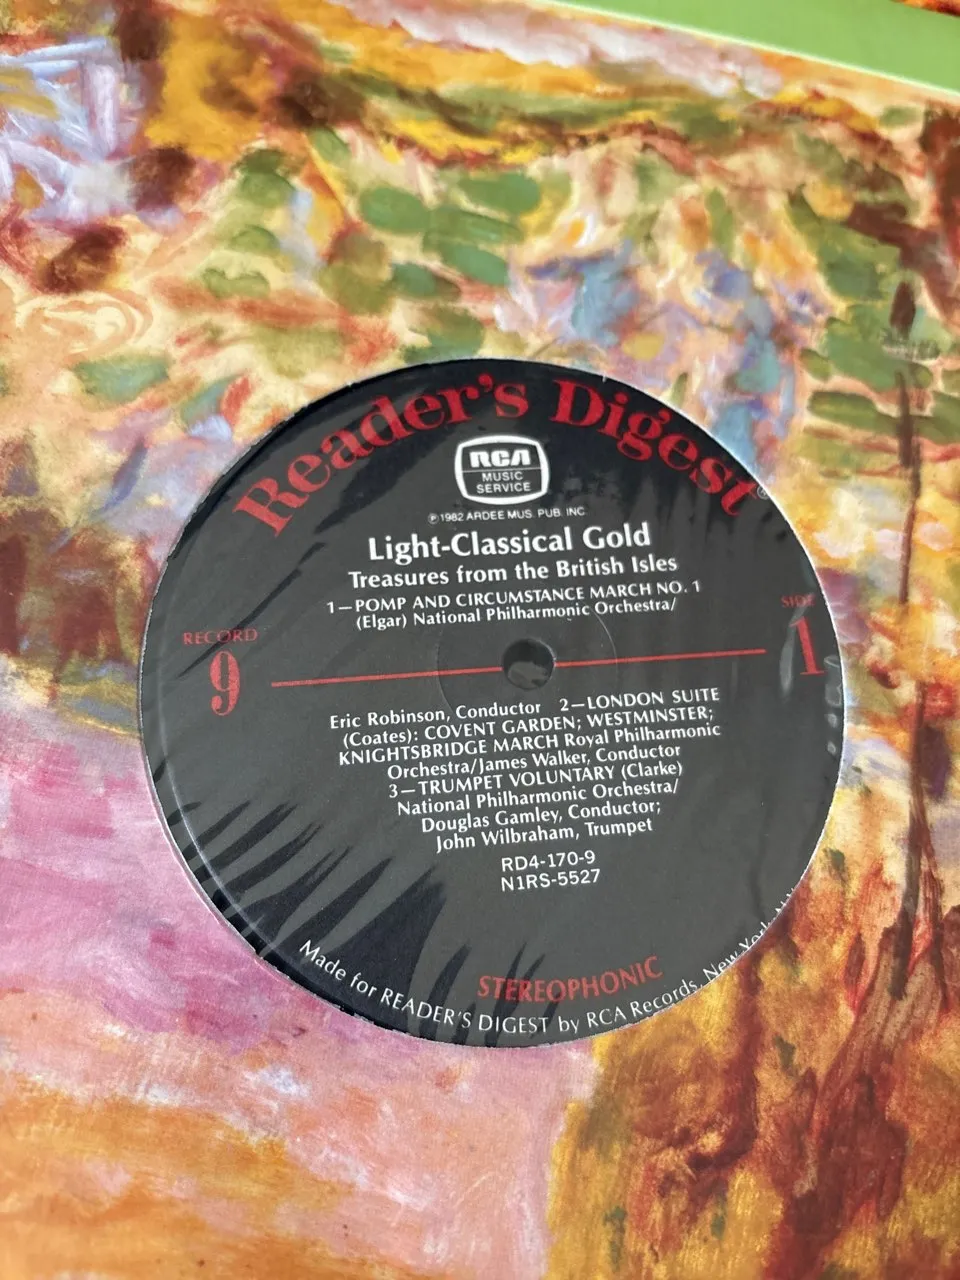 Reader's Digest®
RCA
MUSIC
SERVICE
℗1982 ARDEE MUS. PUB. INC.
Light-Classical Gold
Treasures from the British Isles
1—POMP AND CIRCUMSTANCE MARCH NO. 1
(Elgar) National Philharmonic Orchestra/
RECORD
9
SIDE
1
Eric Robinson, Conductor 2—LONDON SUITE
(Coates): COVENT GARDEN; WESTMINSTER;
KNIGHTSBRIDGE MARCH Royal Philharmonic
Orchestra/James Walker, Conductor
3—TRUMPET VOLUNTARY (Clarke)
National Philharmonic Orchestra/
Douglas Gamley, Conductor;
John Wilbraham, Trumpet
RD4-170-9
N1RS-5527
STEREOPHONIC
Made for READER'S DIGEST by RCA Records, New York, N.Y.